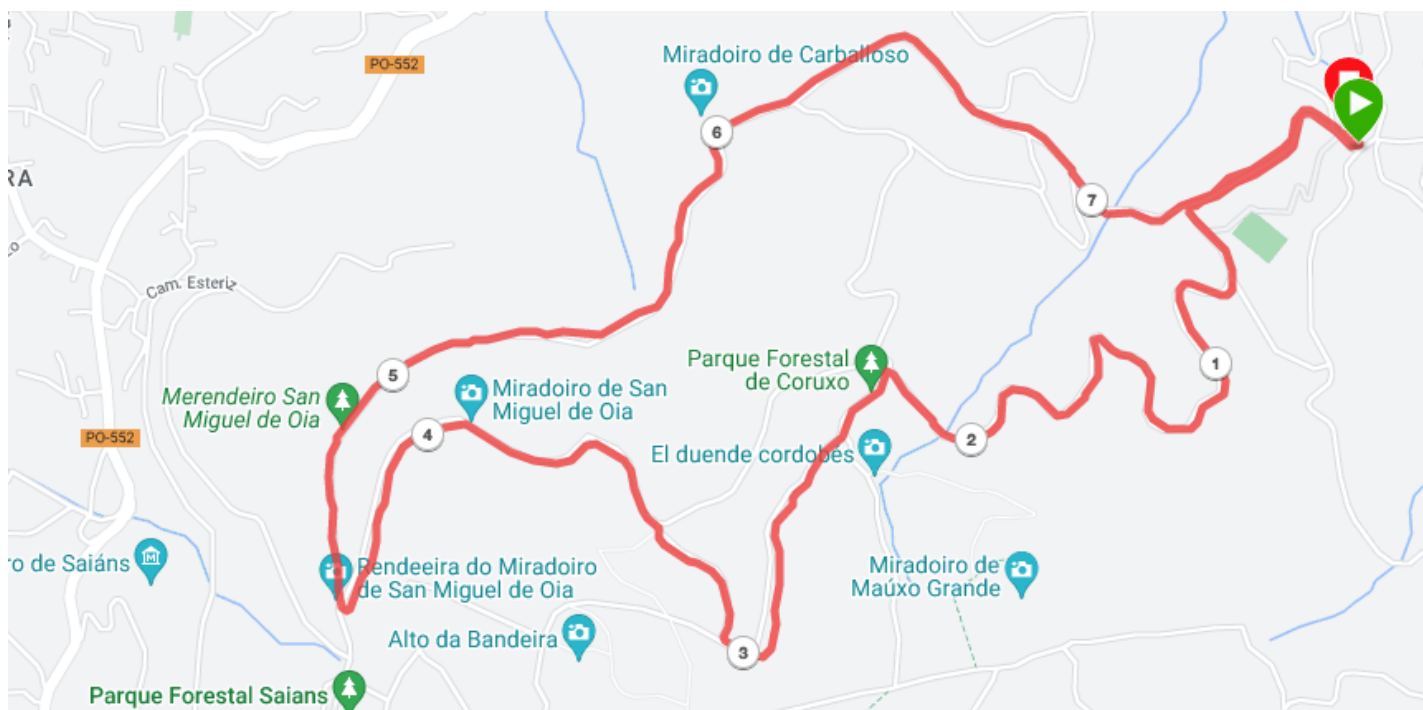 Miradoiro de Carballoso
PO-552
6
RA
7
Cam. Esteriz
Parque Forestal
de Coruxo
1
5
Merendeiro San
Miguel de Oia
Miradoiro de San
Miguel de Oia
4
PO-552
2
El duende cordobés
ro de Saiáns
Rendeeira do Miradoiro
de San Miguel de Oia
Miradoiro de
Maúxo Grande
Alto da Bandeira
3
Parque Forestal Saians